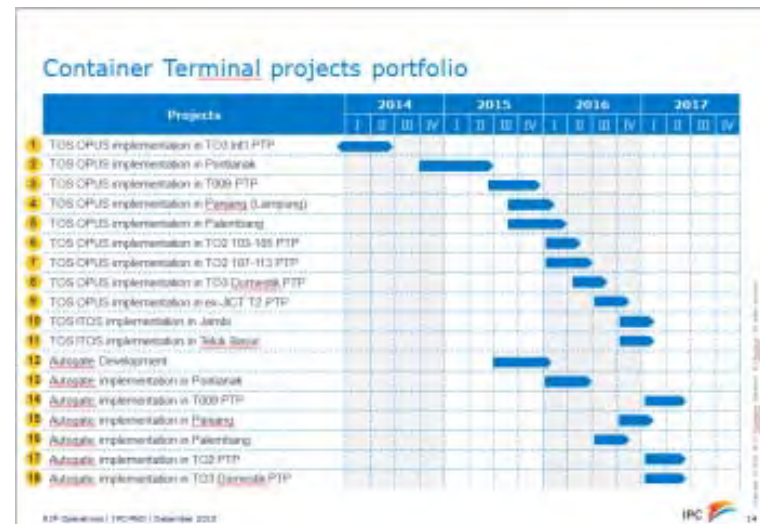 Container Terminal projects portfolio
Projects 2014 2015 2016 2017
I II III IV I II III IV I II III IV I II III IV
1 TOS OPUS implementation in TO3 Int'l PTP
2 TOS OPUS implementation in Pontianak
3 TOS OPUS implementation in T009 PTP
4 TOS OPUS implementation in Panjang (Lampung)
5 TOS OPUS implementation in Palembang
6 TOS OPUS implementation in TO2 103-105 PTP
7 TOS OPUS implementation in TO2 107-113 PTP
8 TOS OPUS implementation in TO3 Domestik PTP
9 TOS OPUS implementation in ex-JICT T2 PTP
10 TOS ITOS implementation in Jambi
11 TOS ITOS implementation in Teluk Bayur
12 Autogate Development
13 Autogate implementation in Pontianak
14 Autogate implementation in T009 PTP
15 Autogate implementation in Panjang
16 Autogate implementation in Palembang
17 Autogate implementation in TO2 PTP
18 Autogate implementation in TO3 Domestik PTP
IPC
14